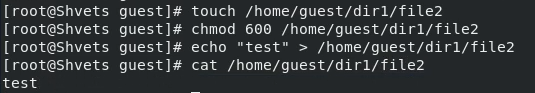 [root@Shvets guest]# touch /home/guest/dir1/file2
[root@Shvets guest]# chmod 600 /home/guest/dir1/file2
[root@Shvets guest]# echo "test" > /home/guest/dir1/file2
[root@Shvets guest]# cat /home/guest/dir1/file2
test